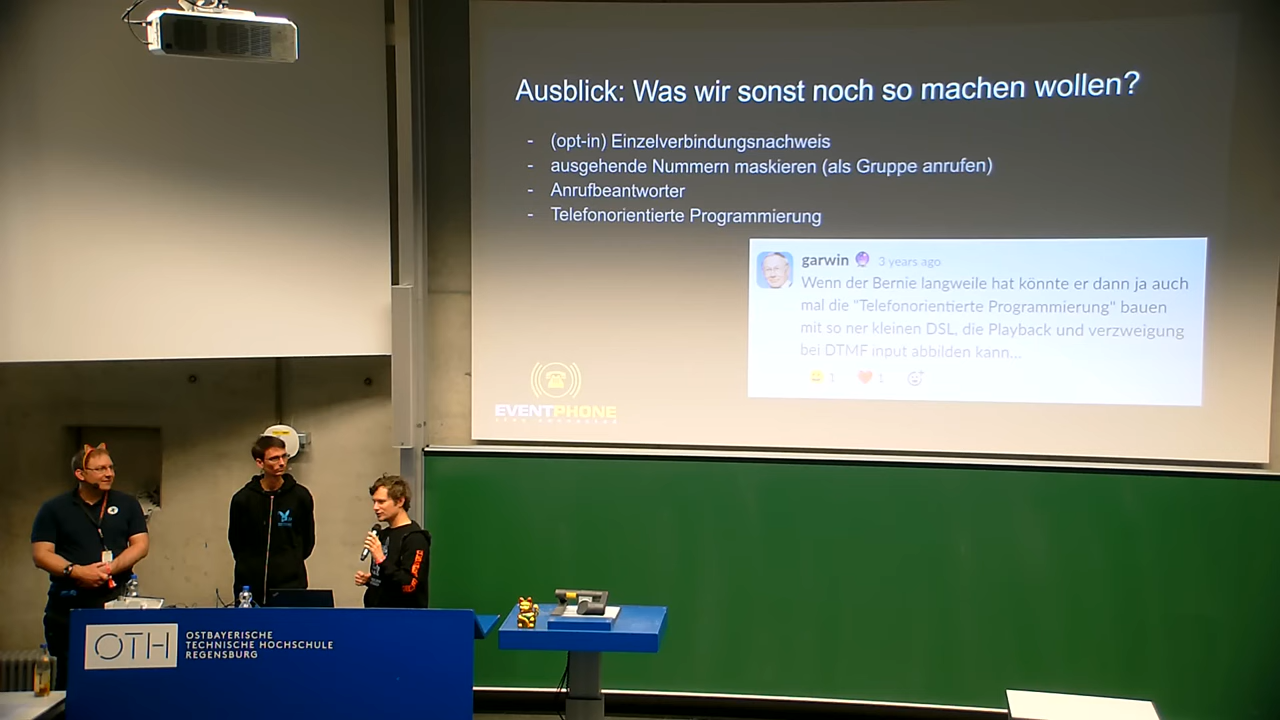 Ausblick: Was wir sonst noch so machen wollen?
- (opt-in) Einzelverbindungsnachweis
- ausgehende Nummern maskieren (als Gruppe anrufen)
- Anrufbeantworter
- Telefonorientierte Programmierung
garwin 3 years ago
Wenn der Bernie langweile hat könnte er dann ja auch
mal die "Telefonorientierte Programmierung" bauen
mit so ner kleinen DSL, die Playback und verzweigung
bei DTMF input abbilden kann...
1 1
EVENTPHONE
OTH
OSTBAYERISCHE
TECHNISCHE HOCHSCHULE
REGENSBURG